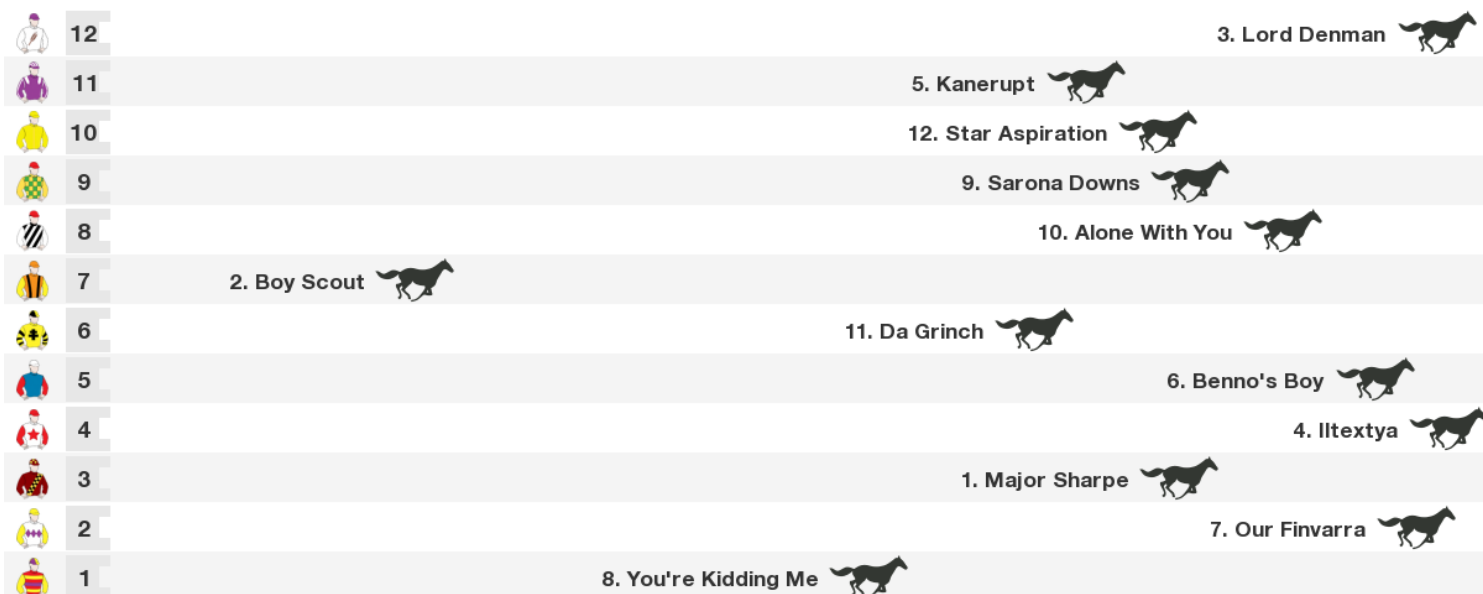 12 3. Lord Denman
11 5. Kanerupt
10 12. Star Aspiration
9 9. Sarona Downs
8 10. Alone With You
7 2. Boy Scout
6 11. Da Grinch
5 6. Benno's Boy
4 4. Iltextya
3 1. Major Sharpe
2 7. Our Finvarra
1 8. You're Kidding Me